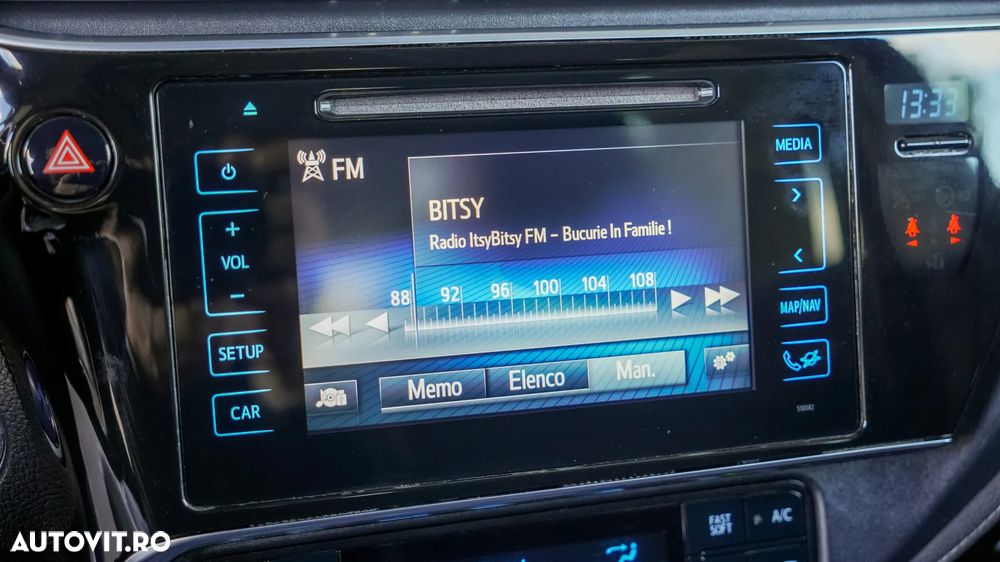 FM
BITSY
Radio ItsyBitsy FM – Bucurie In Familie !
88 92 96 100 104 108
Memo Elenco Man.
+
VOL
−
SETUP
CAR
MEDIA
>
<
MAP/NAV
510082
13:33
FAST
SOFT
A/C
AUTOVIT.RO